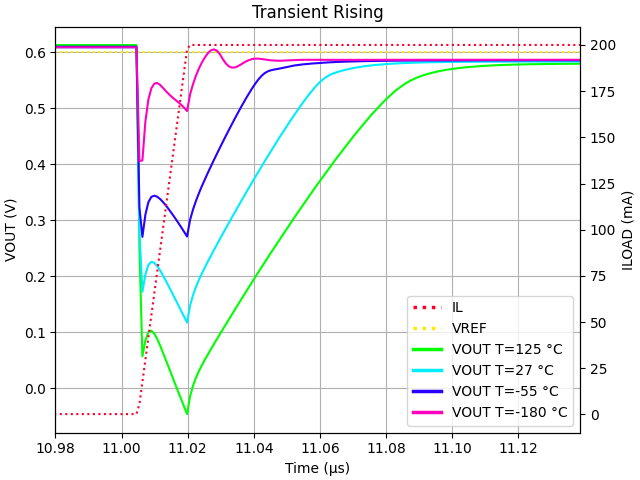 Transient Rising
0.6
0.5
0.4
0.3
0.2
0.1
0.0
VOUT (V)
200
175
150
125
100
75
50
25
0
ILOAD (mA)
IL
VREF
VOUT T=125 °C
VOUT T=27 °C
VOUT T=-55 °C
VOUT T=-180 °C
10.98 11.00 11.02 11.04 11.06 11.08 11.10 11.12
Time (μs)